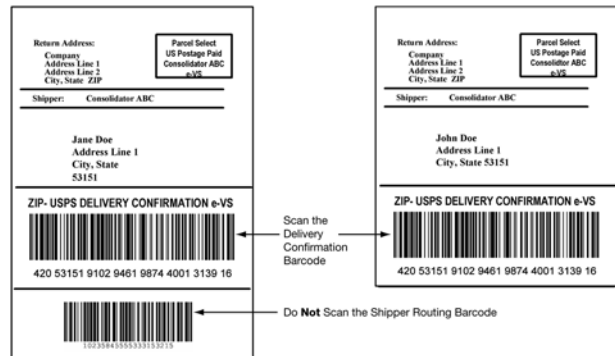 Return Address:
Company
Address Line 1
Address Line 2
City, State ZIP
Parcel Select
US Postage Paid
Consolidator ABC
e-VS
Shipper: Consolidator ABC
Jane Doe
Address Line 1
City, State
53151
ZIP- USPS DELIVERY CONFIRMATION e-VS
420 53151 9102 9461 9874 4001 3139 16
10235845555333153215
Scan the
Delivery
Confirmation
Barcode
Do Not Scan the Shipper Routing Barcode
Return Address:
Company
Address Line 1
Address Line 2
City, State ZIP
Parcel Select
US Postage Paid
Consolidtor ABC
e-VS
Shipper: Consolidator ABC
John Doe
Address Line 1
City, State 53151
ZIP- USPS DELIVERY CONFIRMATION e-VS
420 53151 9102 9461 9874 4001 3139 16